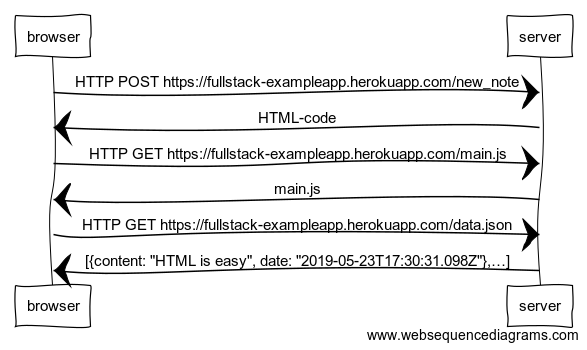 browser
server
HTTP POST https://fullstack-exampleapp.herokuapp.com/new_note
HTML-code
HTTP GET https://fullstack-exampleapp.herokuapp.com/main.js
main.js
HTTP GET https://fullstack-exampleapp.herokuapp.com/data.json
[{content: "HTML is easy", date: "2019-05-23T17:30:31.098Z"},...]
browser
server
www.websequencediagrams.com